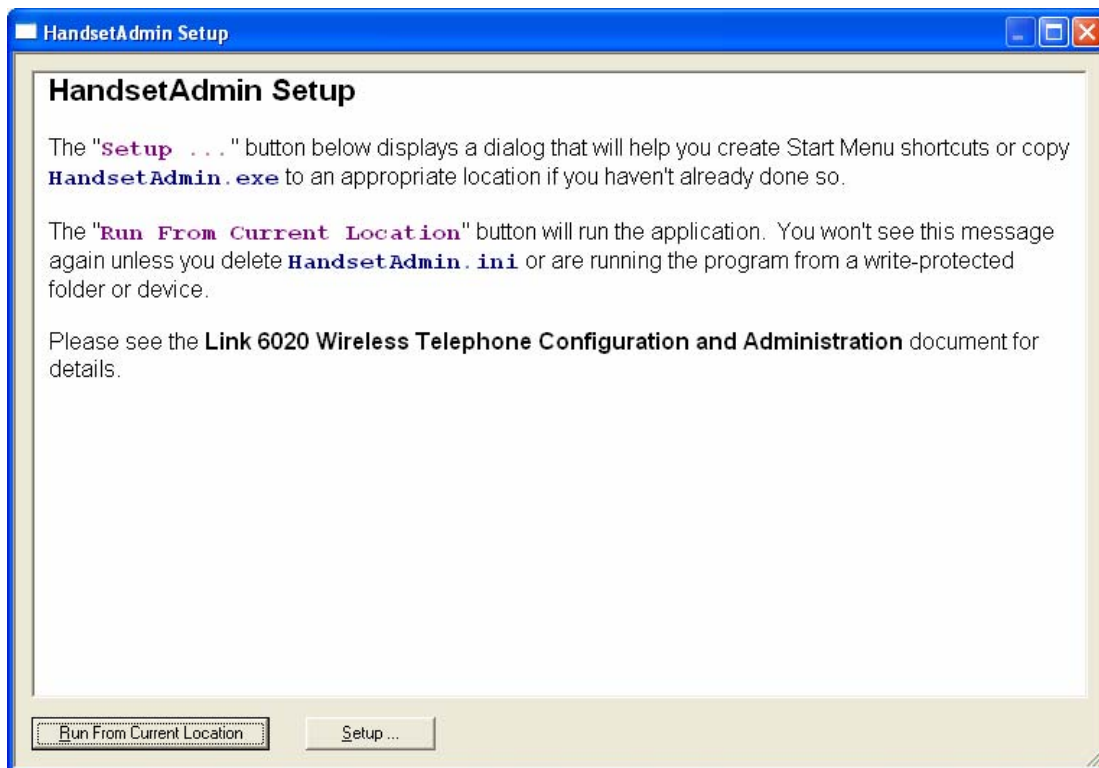 HandsetAdmin Setup
HandsetAdmin Setup
The "Setup ..." button below displays a dialog that will help you create Start Menu shortcuts or copy
HandsetAdmin.exe to an appropriate location if you haven't already done so.
The "Run From Current Location" button will run the application. You won't see this message
again unless you delete HandsetAdmin.ini or are running the program from a write-protected
folder or device.
Please see the Link 6020 Wireless Telephone Configuration and Administration document for
details.
Run From Current Location
Setup ...